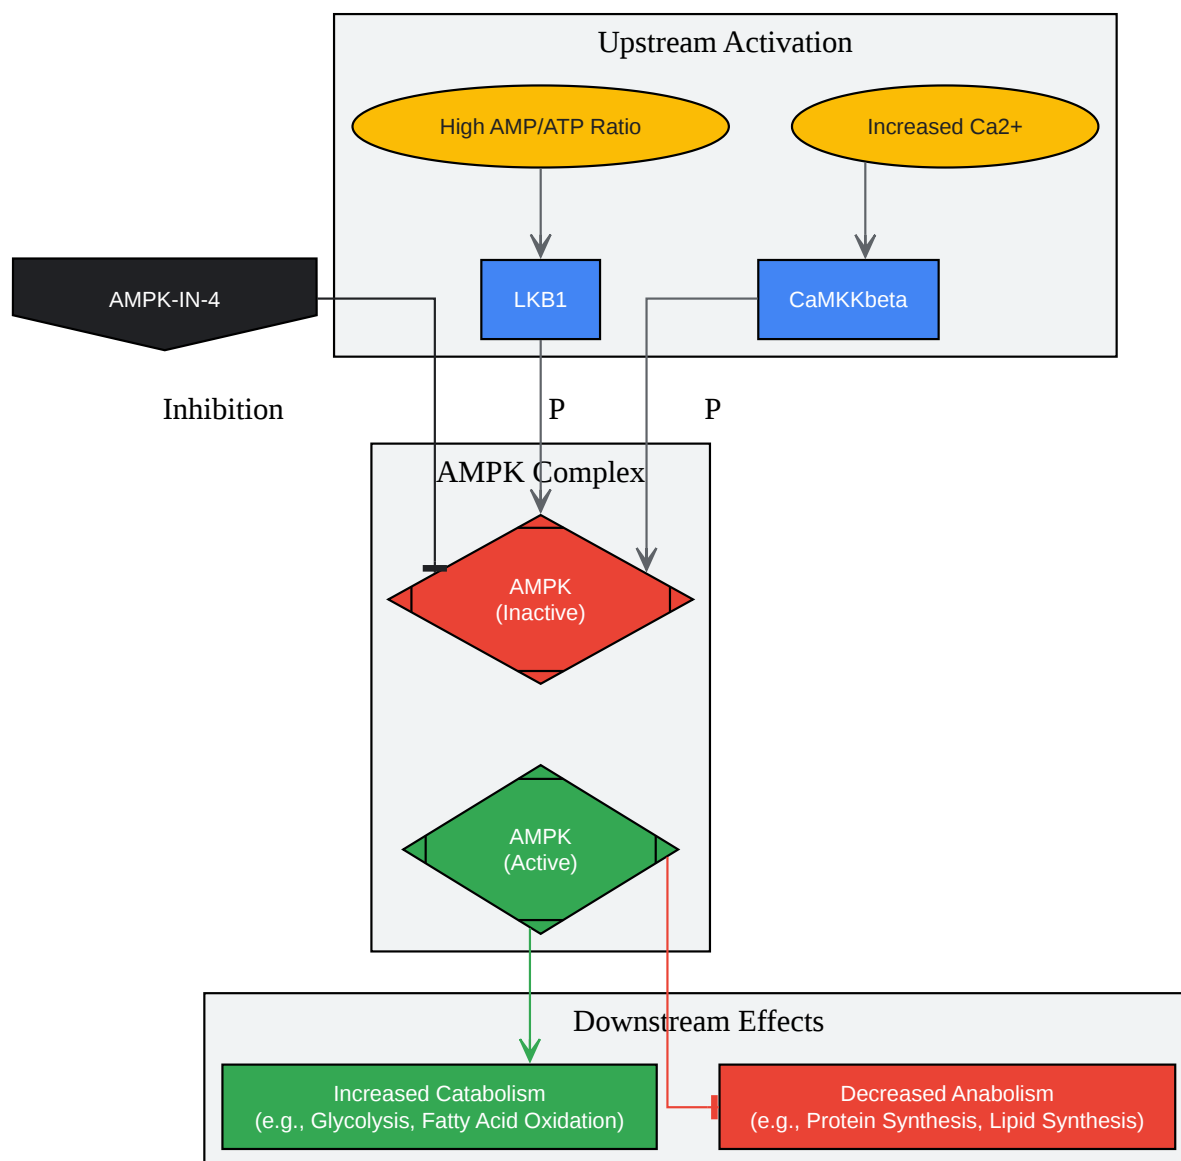 Upstream Activation
High AMP/ATP Ratio
Increased Ca2+
AMPK-IN-4
LKB1
CaMKKbeta
Inhibition
P
P
AMPK Complex
AMPK
(Inactive)
AMPK
(Active)
Downstream Effects
Increased Catabolism
(e.g., Glycolysis, Fatty Acid Oxidation)
Decreased Anabolism
(e.g., Protein Synthesis, Lipid Synthesis)